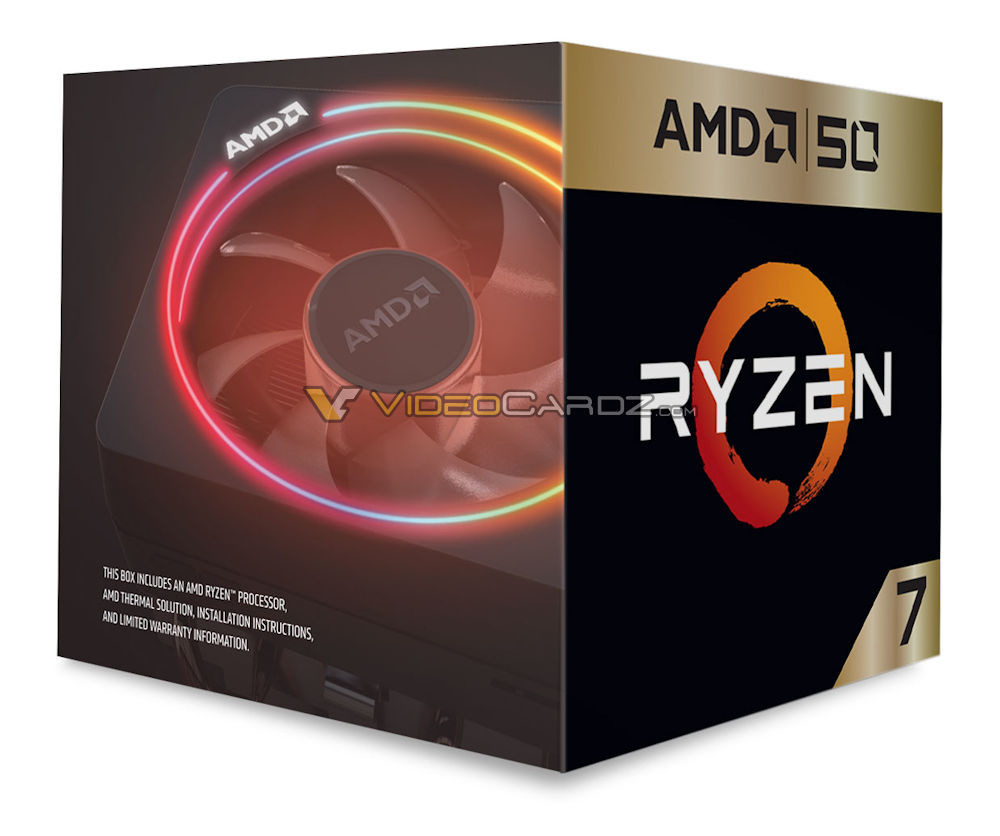 AMD
AMD
THIS BOX INCLUDES AN AMD RYZEN™ PROCESSOR,
AMD THERMAL SOLUTION, INSTALLATION INSTRUCTIONS,
AND LIMITED WARRANTY INFORMATION.
VIDEOCARDZ.COM
AMD 50
RYZEN
7